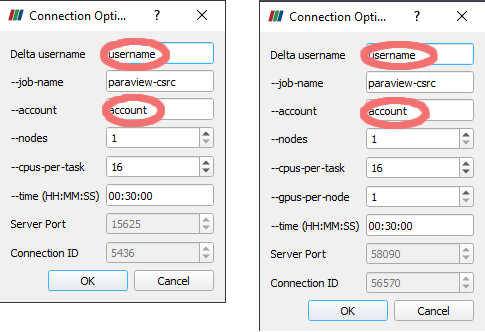 Connection Opti...
?
Delta username username
--job-name paraview-csrc
--account account
--nodes 1
--cpus-per-task 16
--time (HH:MM:SS) 00:30:00
Server Port 15625
Connection ID 5436
OK Cancel
Connection Opti...
?
Delta username username
--job-name paraview-csrc
--account account
--nodes 1
--cpus-per-task 16
--gpus-per-node 1
--time (HH:MM:SS) 00:30:00
Server Port 58090
Connection ID 56570
OK Cancel